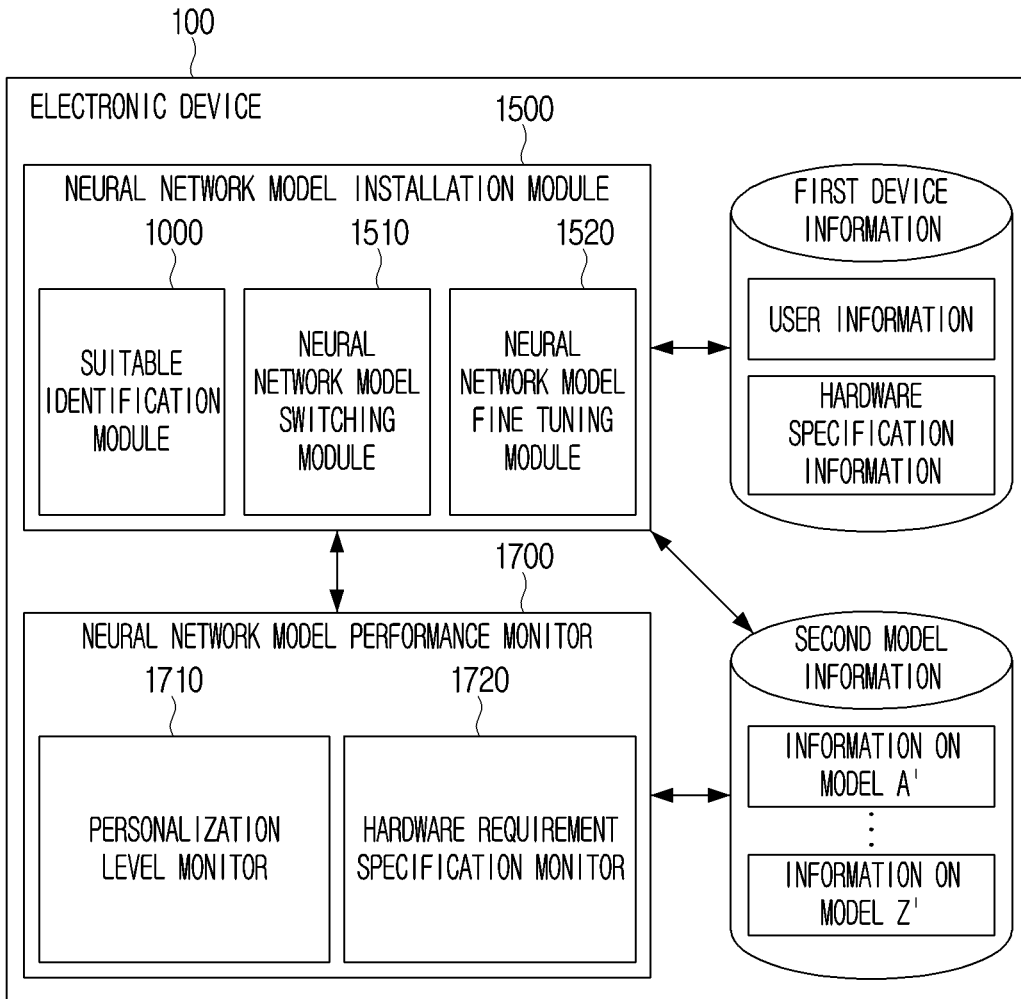 100
ELECTRONIC DEVICE
1500
NEURAL NETWORK MODEL INSTALLATION MODULE
1000
1510
1520
SUITABLE
IDENTIFICATION
MODULE
NEURAL
NETWORK MODEL
SWITCHING
MODULE
NEURAL
NETWORK MODEL
FINE TUNING
MODULE
FIRST DEVICE
INFORMATION
USER INFORMATION
HARDWARE
SPECIFICATION
INFORMATION
1700
NEURAL NETWORK MODEL PERFORMANCE MONITOR
1710
1720
PERSONALIZATION
LEVEL MONITOR
HARDWARE REQUIREMENT
SPECIFICATION MONITOR
SECOND MODEL
INFORMATION
INFORMATION ON
MODEL A'
⋮
INFORMATION ON
MODEL Z'